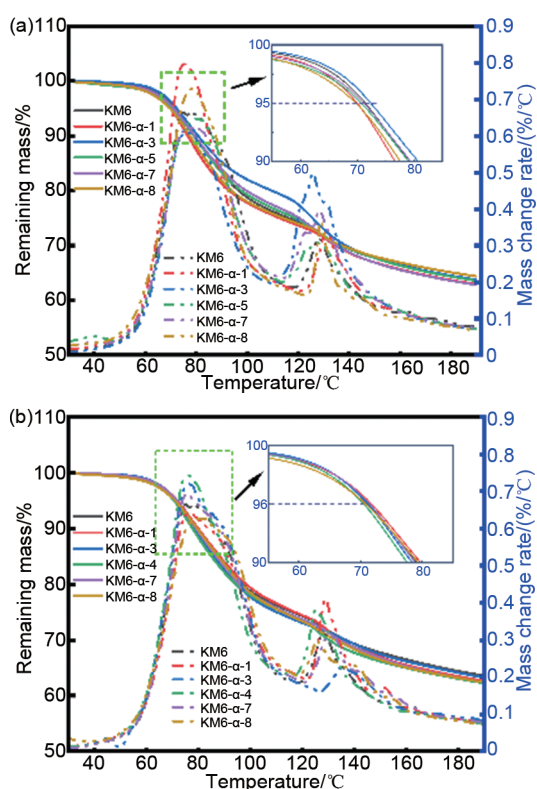 (a)
110
100
90
80
70
60
50
Remaining mass/%
KM6
KM6-α-1
KM6-α-3
KM6-α-5
KM6-α-7
KM6-α-8
KM6
KM6-α-1
KM6-α-3
KM6-α-5
KM6-α-7
KM6-α-8
100
95
90
60
70
80
0.9
0.8
0.7
0.6
0.5
0.4
0.3
0.2
0.1
0
Mass change rate/(%/℃)
40 60 80 100 120 140 160 180
Temperature/℃
(b)
110
100
90
80
70
60
50
Remaining mass/%
KM6
KM6-α-1
KM6-α-3
KM6-α-4
KM6-α-7
KM6-α-8
KM6
KM6-α-1
KM6-α-3
KM6-α-4
KM6-α-7
KM6-α-8
100
96
90
60
70
80
0.9
0.8
0.7
0.6
0.5
0.4
0.3
0.2
0.1
0
Mass change rate/(%/℃)
40 60 80 100 120 140 160 180
Temperature/℃